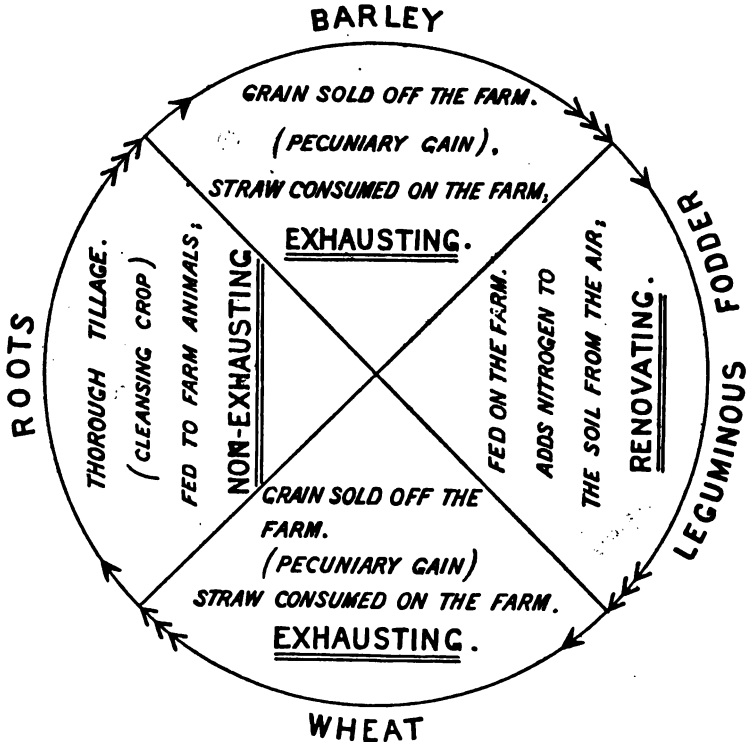 BARLEY
GRAIN SOLD OFF THE FARM.
(PECUNIARY GAIN).
STRAW CONSUMED ON THE FARM,
EXHAUSTING.
LEGUMINOUS FODDER
FED ON THE FARM.
ADDS NITROGEN TO
THE SOIL FROM THE AIR;
RENOVATING.
WHEAT
GRAIN SOLD OFF THE
FARM.
(PECUNIARY GAIN)
STRAW CONSUMED ON THE FARM.
EXHAUSTING.
ROOTS
THOROUGH TILLAGE.
(CLEANSING CROP)
FED TO FARM ANIMALS;
NON-EXHAUSTING